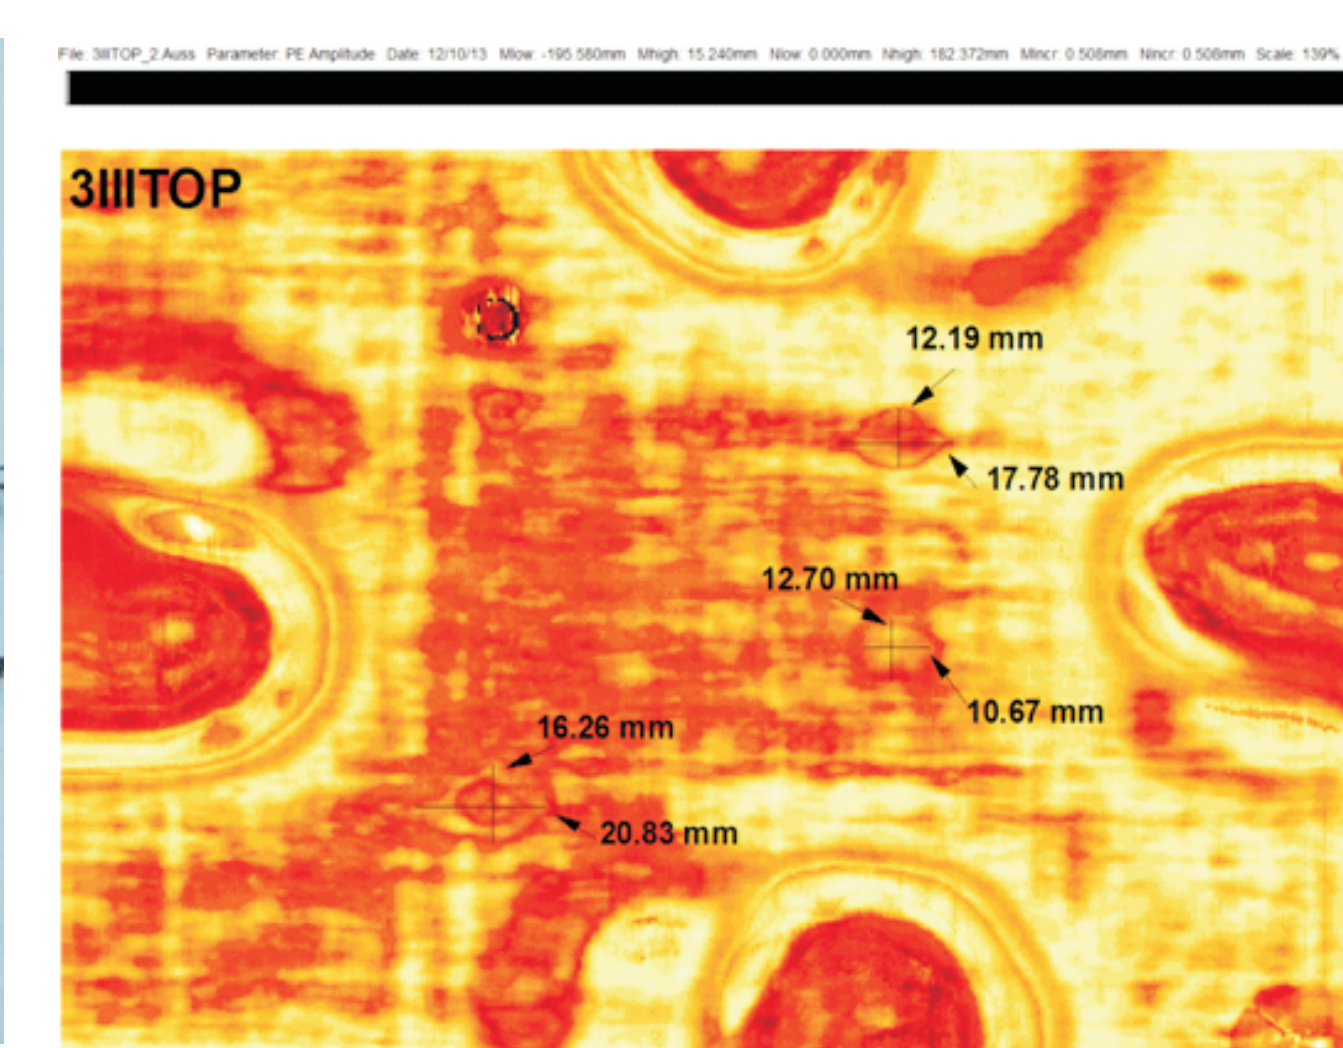 File: 3IIITOP_2.Auss Parameter: PE Amplitude Date: 12/10/13 Mlow: -195.580mm Mhigh: 15.240mm Nlow: 0.000mm Nhigh: 182.372mm Mincr: 0.508mm Nincr: 0.508mm Scale: 139%
3IIITOP
12.19 mm
17.78 mm
12.70 mm
10.67 mm
16.26 mm
20.83 mm